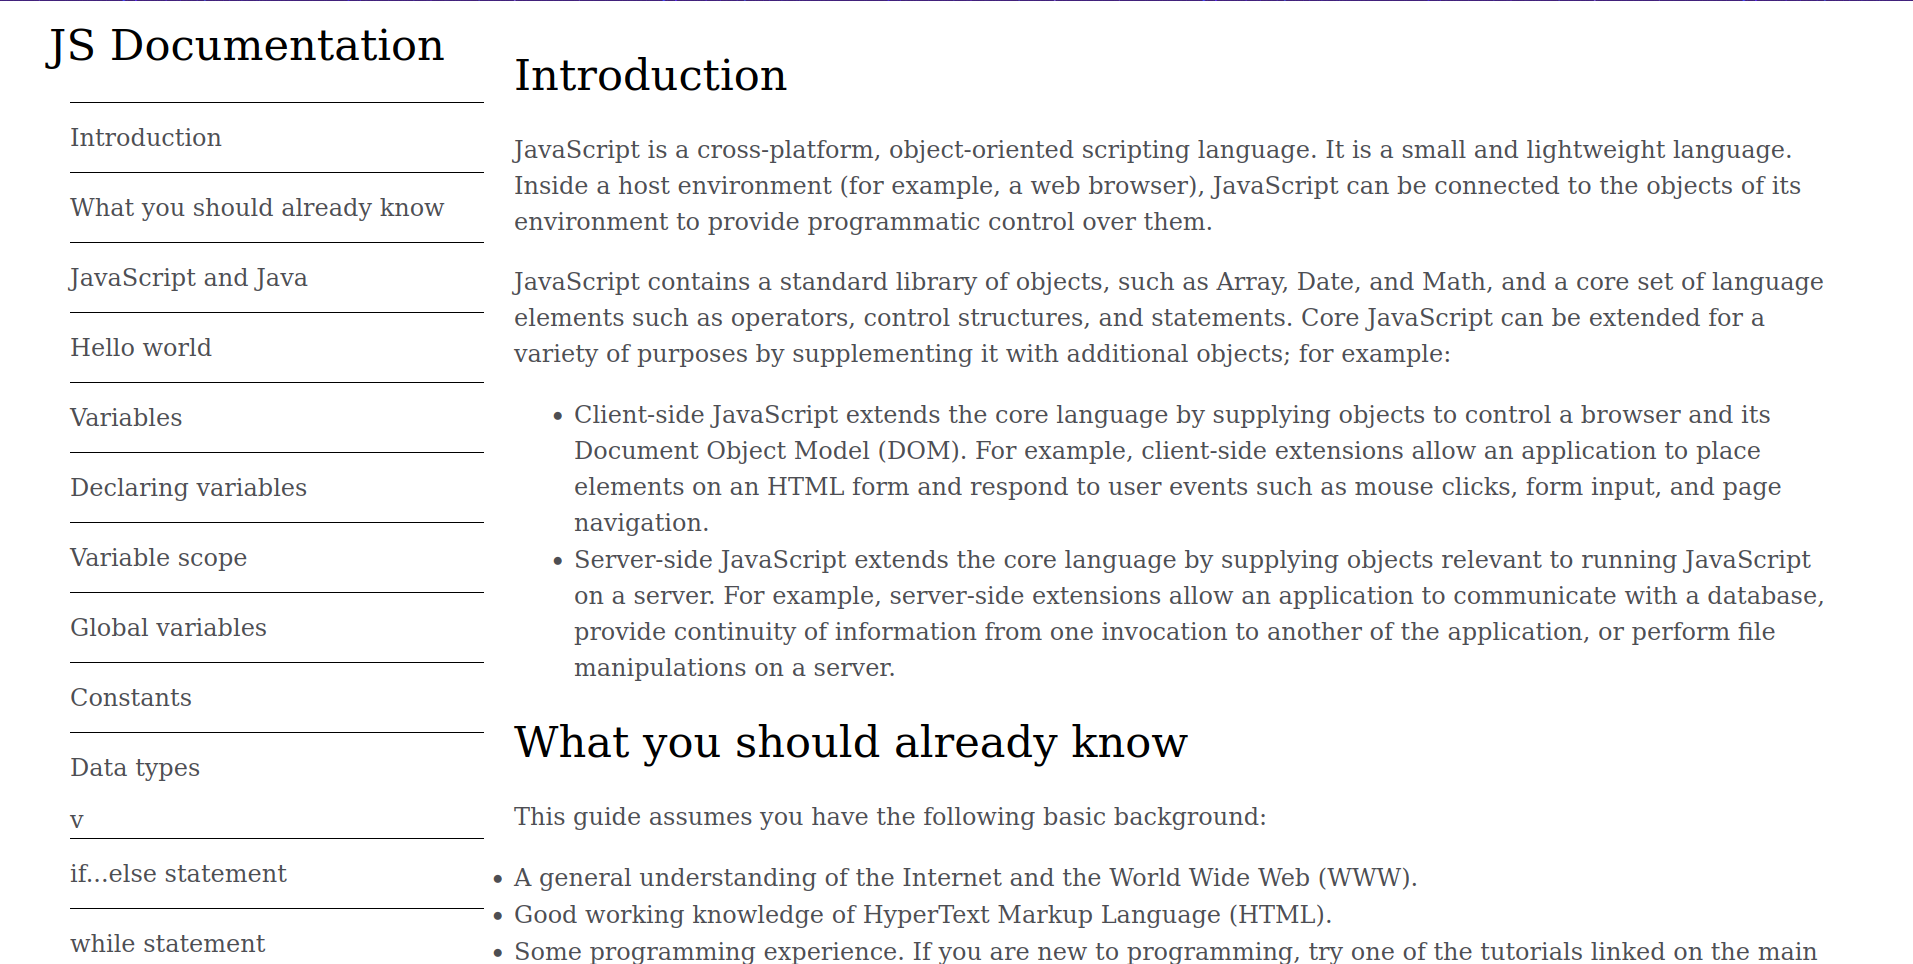 JS Documentation
Introduction
What you should already know
JavaScript and Java
Hello world
Variables
Declaring variables
Variable scope
Global variables
Constants
Data types
v
if...else statement
while statement
Introduction
JavaScript is a cross-platform, object-oriented scripting language. It is a small and lightweight language.
Inside a host environment (for example, a web browser), JavaScript can be connected to the objects of its
environment to provide programmatic control over them.
JavaScript contains a standard library of objects, such as Array, Date, and Math, and a core set of language
elements such as operators, control structures, and statements. Core JavaScript can be extended for a
variety of purposes by supplementing it with additional objects; for example:
• Client-side JavaScript extends the core language by supplying objects to control a browser and its
Document Object Model (DOM). For example, client-side extensions allow an application to place
elements on an HTML form and respond to user events such as mouse clicks, form input, and page
navigation.
• Server-side JavaScript extends the core language by supplying objects relevant to running JavaScript
on a server. For example, server-side extensions allow an application to communicate with a database,
provide continuity of information from one invocation to another of the application, or perform file
manipulations on a server.
What you should already know
This guide assumes you have the following basic background:
• A general understanding of the Internet and the World Wide Web (WWW).
• Good working knowledge of HyperText Markup Language (HTML).
• Some programming experience. If you are new to programming, try one of the tutorials linked on the main